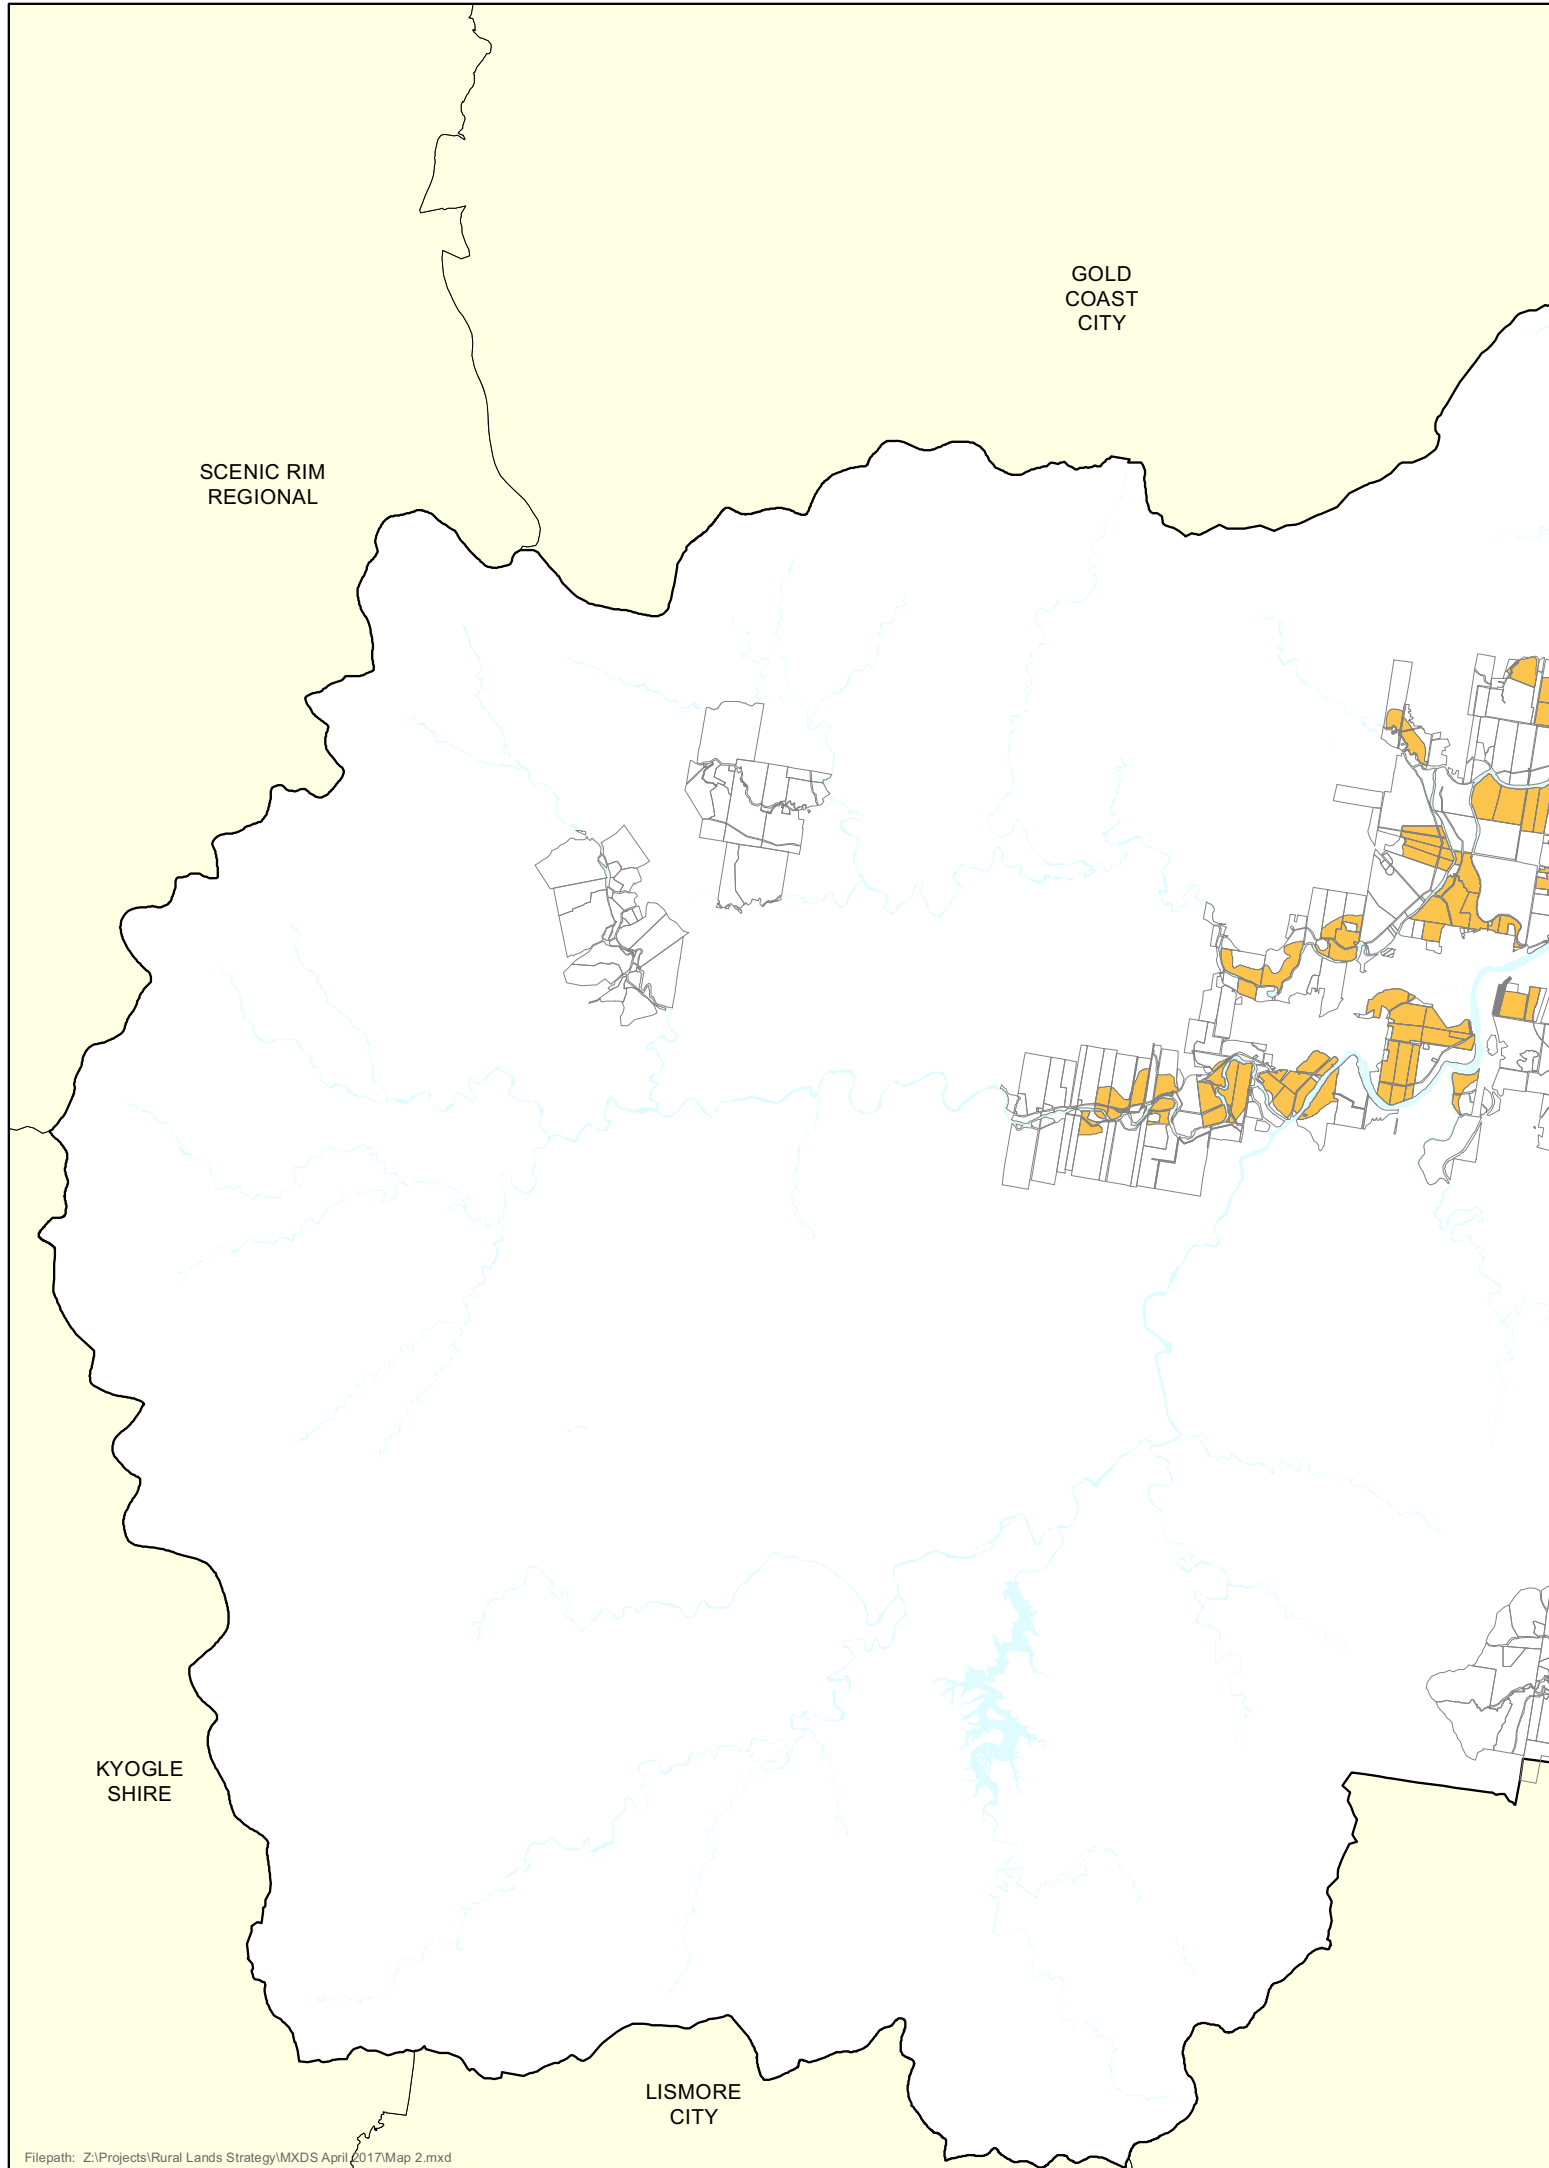 GOLD
COAST
CITY
SCENIC RIM
REGIONAL
KYOGLE
SHIRE
LISMORE
CITY
Filepath: Z:\Projects\Rural Lands Strategy\MXDS April 2017\Map 2.mxd